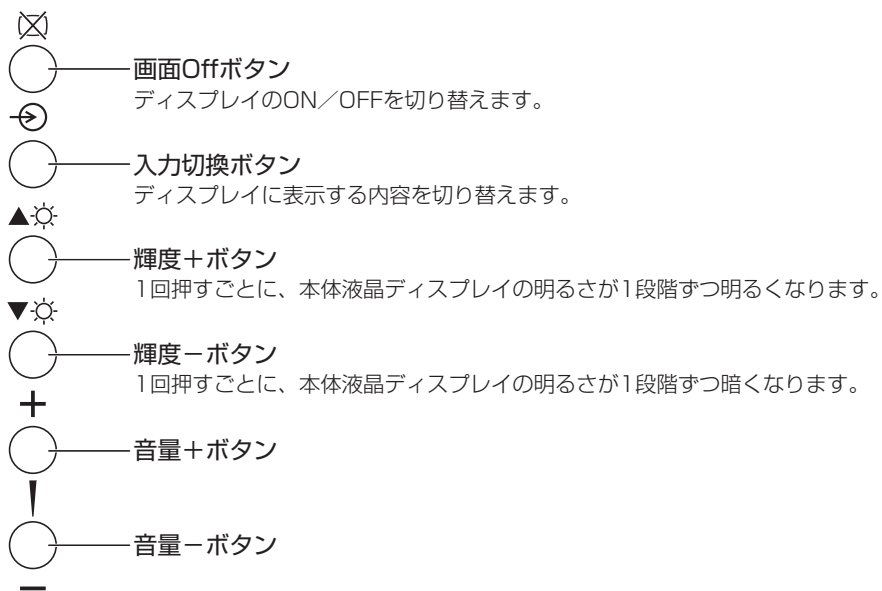 画面Offボタン
ディスプレイのON／OFFを切り替えます。
入力切換ボタン
ディスプレイに表示する内容を切り替えます。
輝度＋ボタン
1回押すごとに、本体液晶ディスプレイの明るさが1段階ずつ明るくなります。
輝度－ボタン
1回押すごとに、本体液晶ディスプレイの明るさが1段階ずつ暗くなります。
＋
音量＋ボタン
音量－ボタン
－